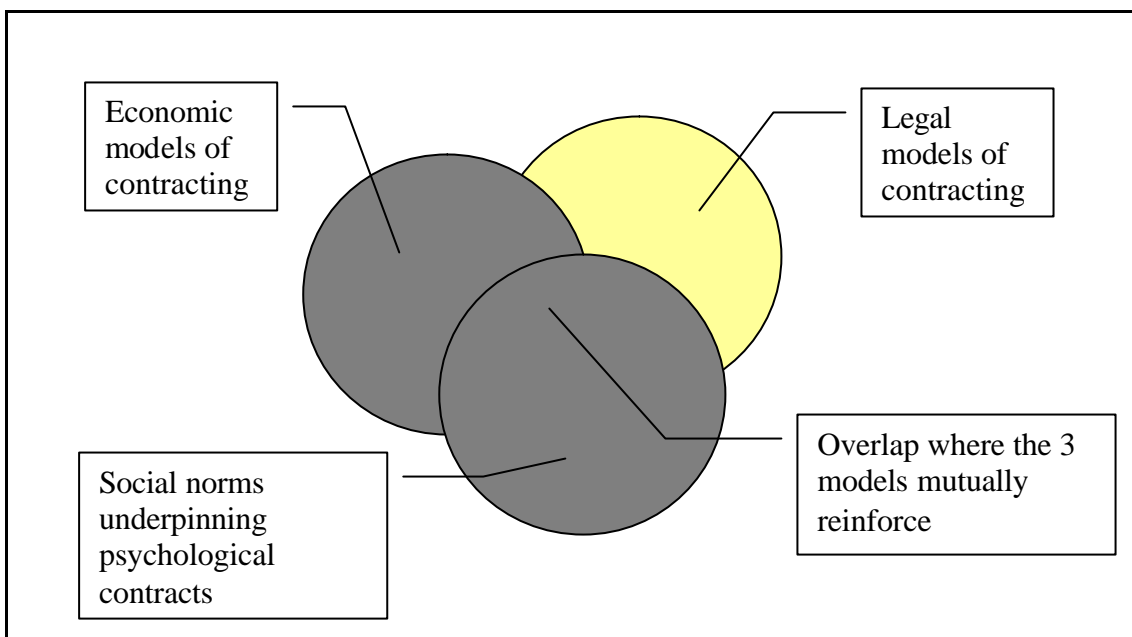 Economic
models of
contracting
Legal
models of
contracting
Social norms
underpinning
psychological
contracts
Overlap where the 3
models mutually
reinforce